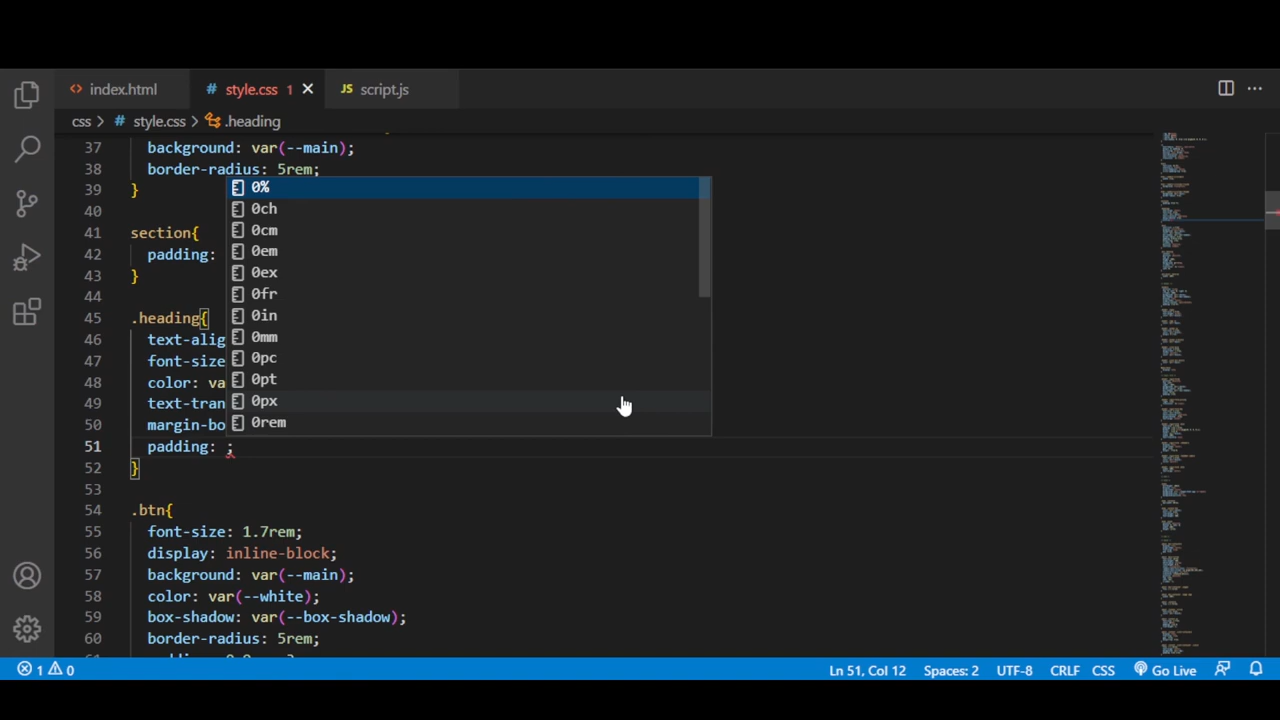 index.html
style.css 1
JS script.js
css > # style.css > .heading
37 background: var(--main);
38 border-radius: 5rem;
39 }
40
41 section{
42 padding:
43 }
44
45 .heading{
46 text-alig
47 font-size
48 color: va
49 text-tran
50 margin-bo
51 padding: ;
52 }
53
54 .btn{
55 font-size: 1.7rem;
56 display: inline-block;
57 background: var(--main);
58 color: var(--white);
59 box-shadow: var(--box-shadow);
60 border-radius: 5rem;
0%
0ch
0cm
0em
0ex
0fr
0in
0mm
0pc
0pt
0px
0rem
1 0
Ln 51, Col 12
Spaces: 2
UTF-8
CRLF
CSS
Go Live